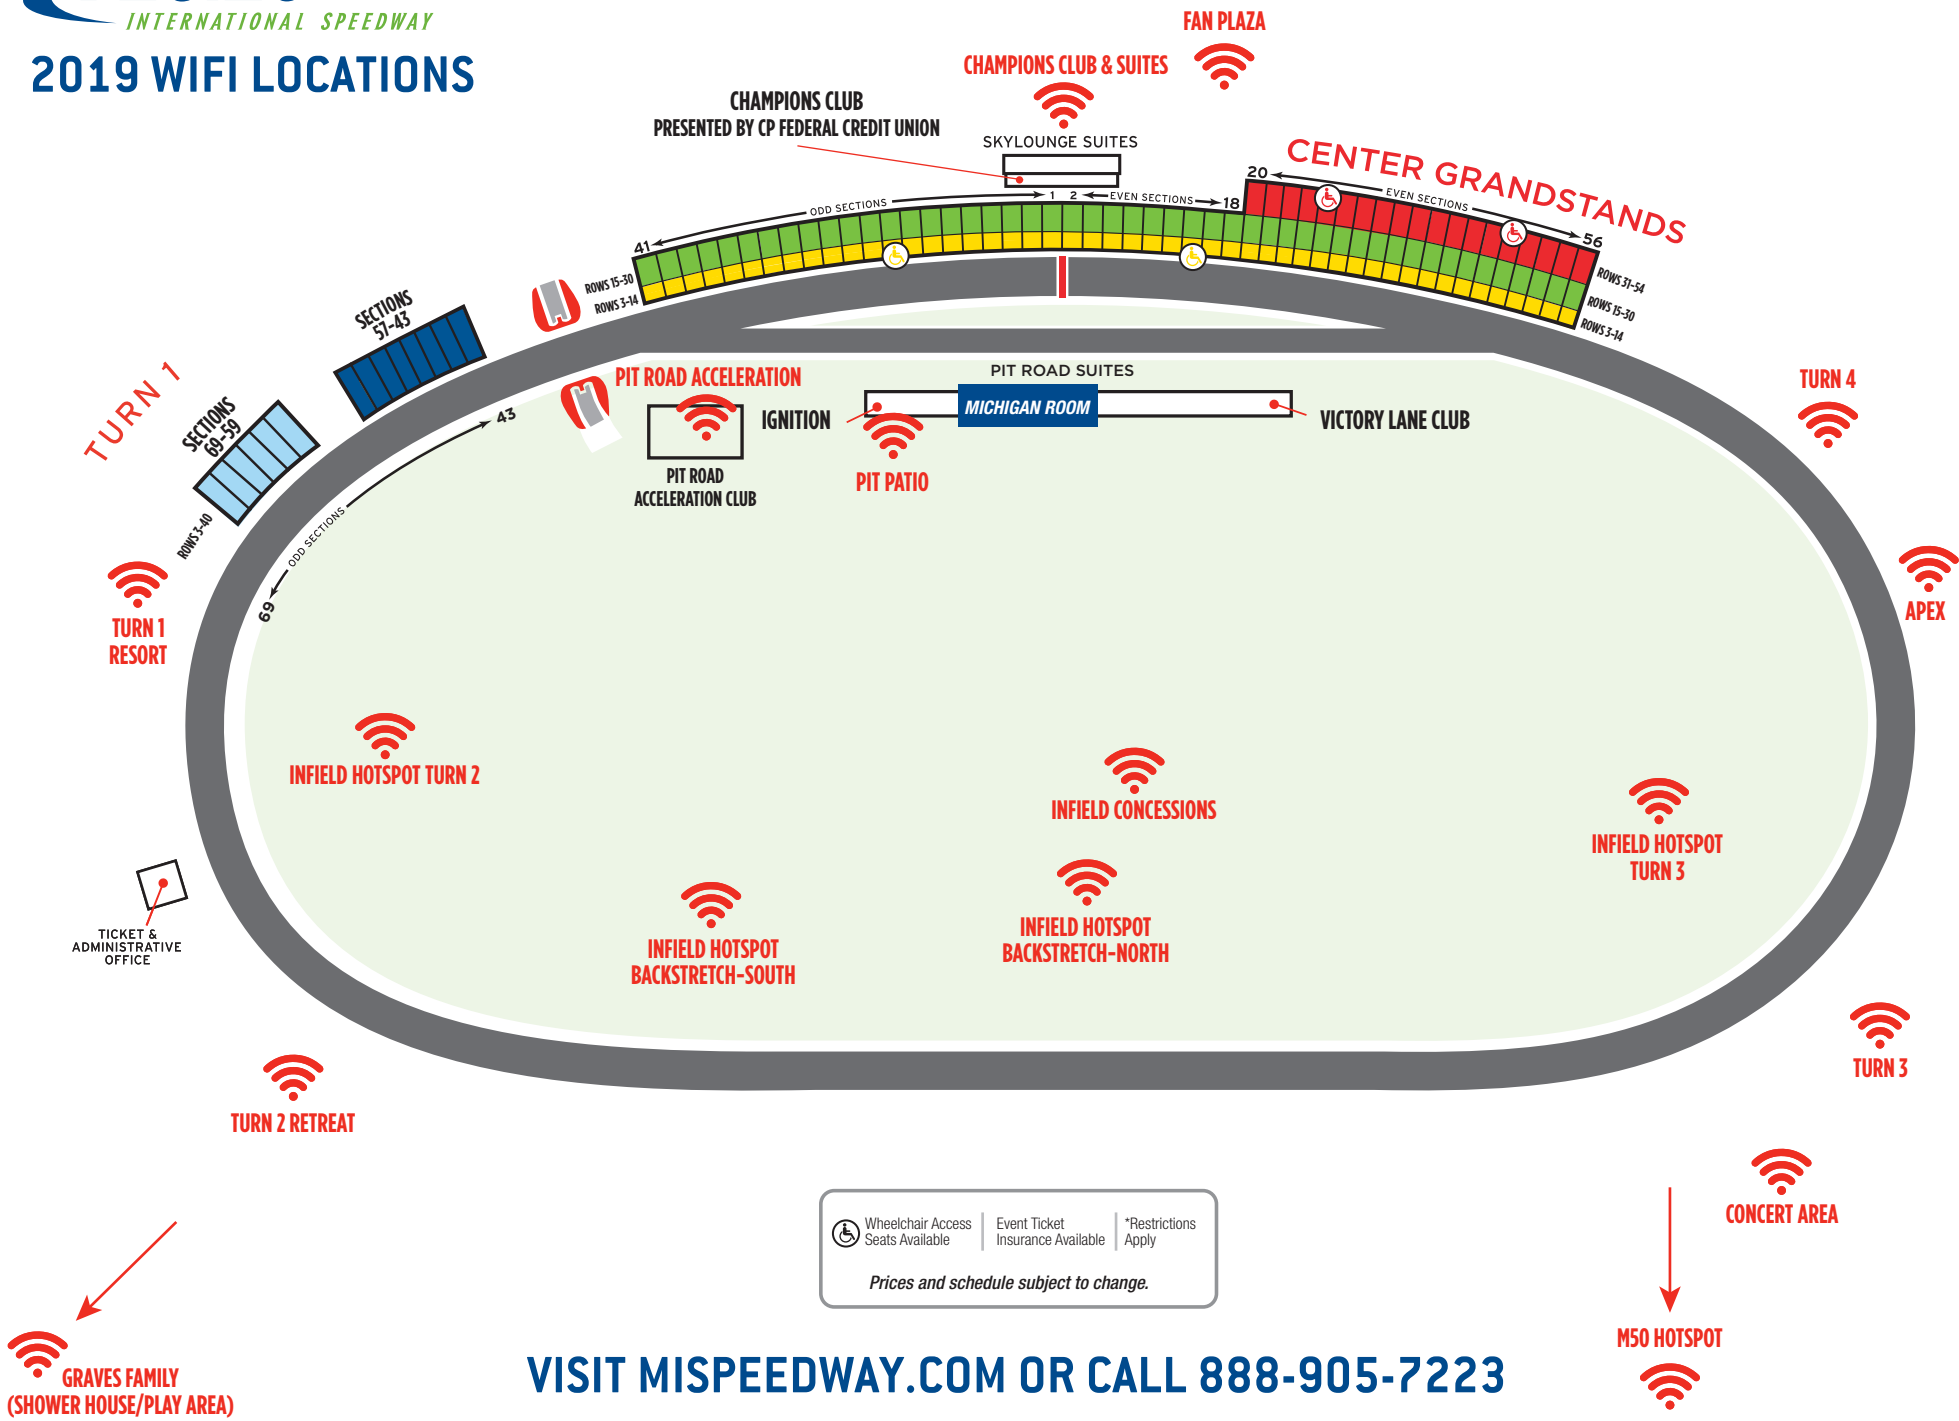 INTERNATIONAL SPEEDWAY
2019 WIFI LOCATIONS
FAN PLAZA
CHAMPIONS CLUB & SUITES
CHAMPIONS CLUB
PRESENTED BY CP FEDERAL CREDIT UNION
SKYLOUNGE SUITES
CENTER GRANDSTANDS
20
EVEN SECTIONS
56
41
ODD SECTIONS
1
2
EVEN SECTIONS
18
ROWS 15-30
ROWS 3-14
ROWS 31-54
ROWS 15-30
ROWS 3-14
SECTIONS
57-43
TURN 1
SECTIONS
69-59
ROWS 3-40
43
ODD SECTIONS
69
PIT ROAD ACCELERATION
PIT ROAD
ACCELERATION CLUB
PIT ROAD SUITES
IGNITION
MICHIGAN ROOM
VICTORY LANE CLUB
PIT PATIO
TURN 4
APEX
TURN 1
RESORT
INFIELD HOTSPOT TURN 2
INFIELD CONCESSIONS
INFIELD HOTSPOT
TURN 3
INFIELD HOTSPOT
BACKSTRETCH-SOUTH
INFIELD HOTSPOT
BACKSTRETCH-NORTH
TICKET &
ADMINISTRATIVE
OFFICE
TURN 3
TURN 2 RETREAT
CONCERT AREA
Wheelchair Access
Seats Available
Event Ticket
Insurance Available
*Restrictions
Apply
Prices and schedule subject to change.
M50 HOTSPOT
GRAVES FAMILY
(SHOWER HOUSE/PLAY AREA)
VISIT MISPEEDWAY.COM OR CALL 888-905-7223